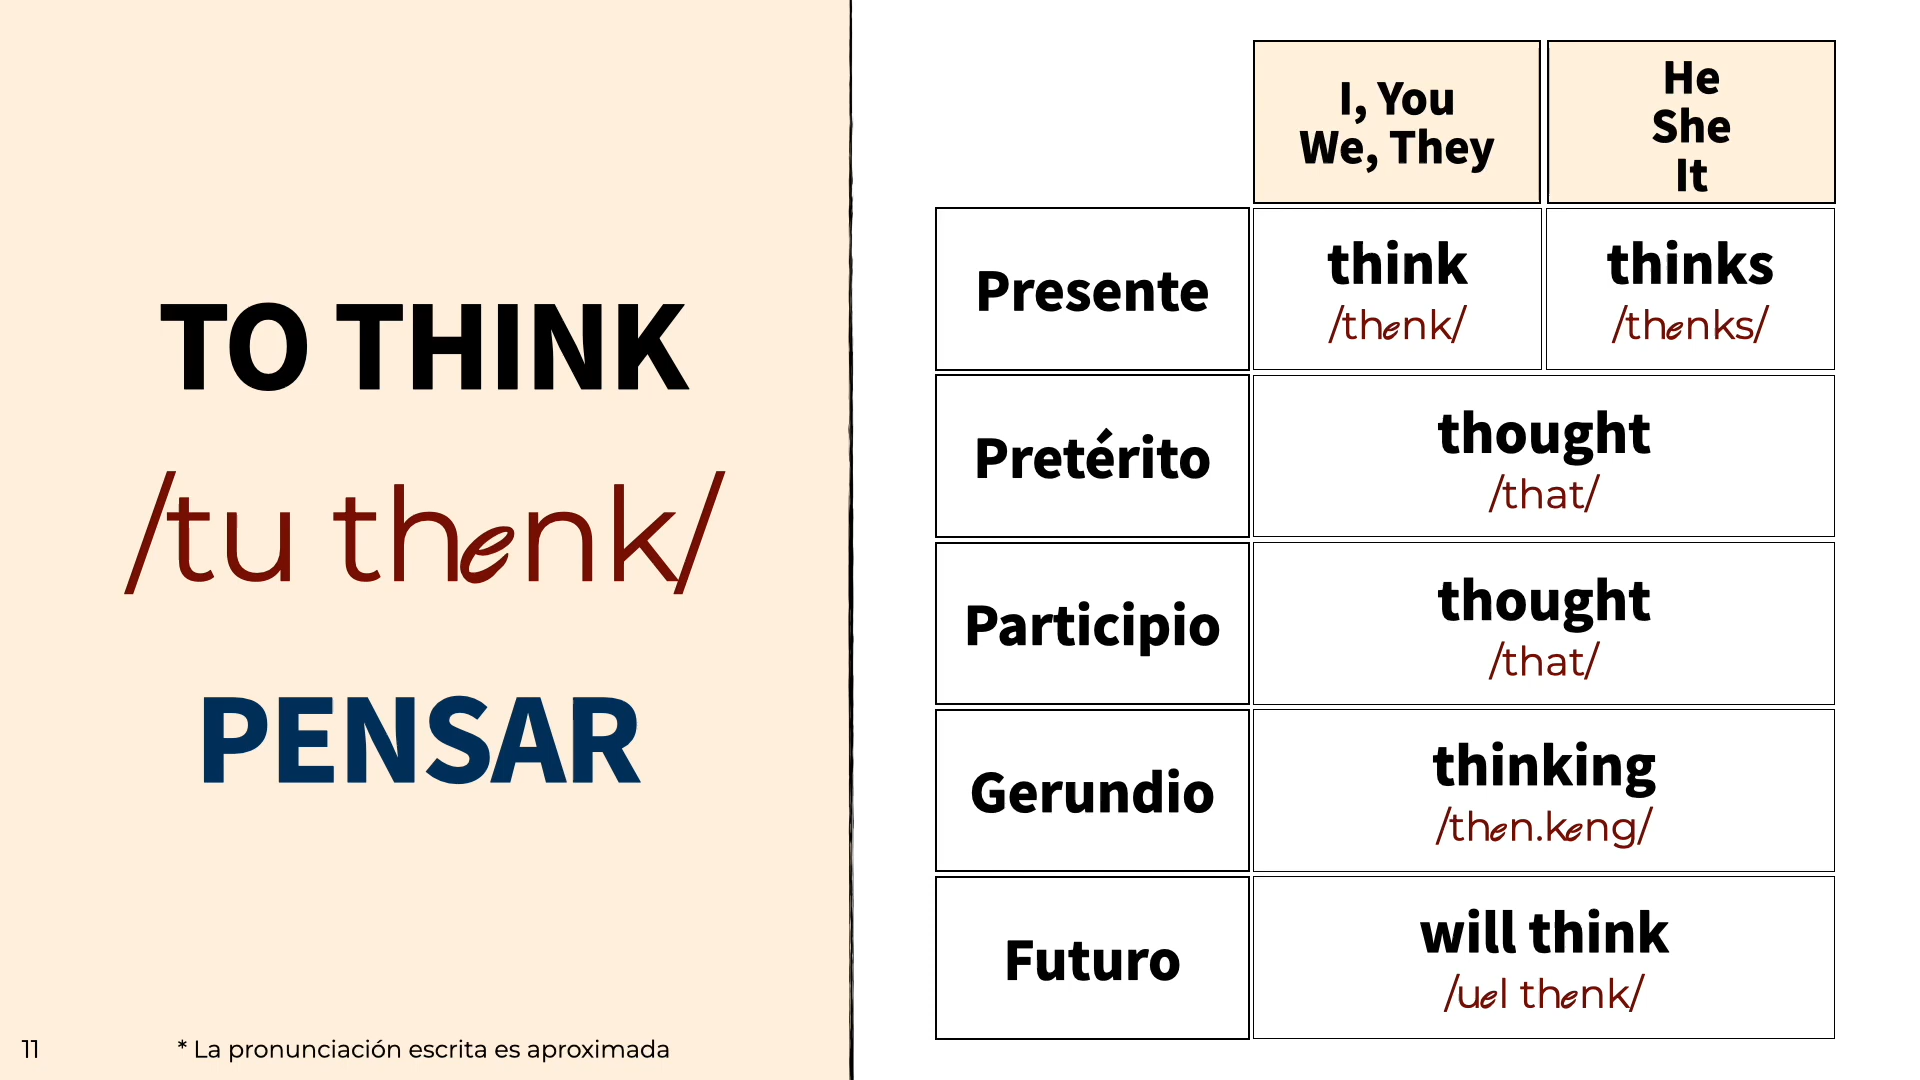 TO THINK
/tu thenk/
PENSAR
11
* La pronunciación escrita es aproximada
I, You
We, They
He
She
It
Presente
think
/thenk/
thinks
/thenks/
Pretérito
thought
/that/
Participio
thought
/that/
Gerundio
thinking
/then.keng/
Futuro
will think
/uel thenk/